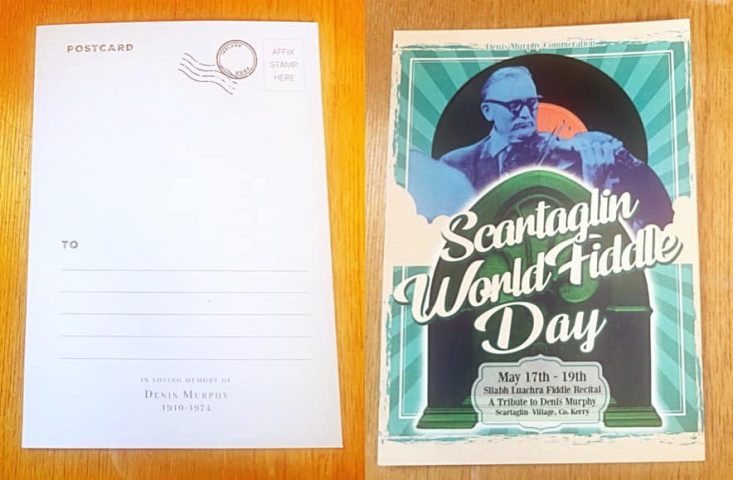 POSTCARD
AFFIX
STAMP
HERE
TO
IN LOVING MEMORY OF
DENIS MURPHY
1910-1974
Denis Murphy Commeration
Scartaglin
World Fiddle
Day
May 17th - 19th
Sliabh Luachra Fiddle Recital
A Tribute to Denis Murphy
Scartaglin Village, Co. Kerry